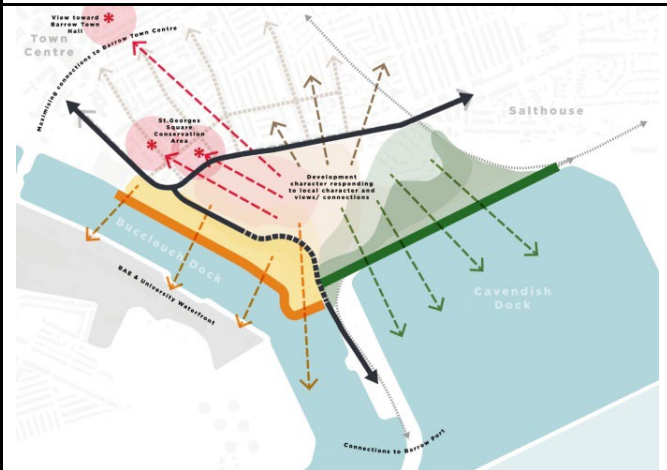 View toward
Barrow Town
Hall
Town
Centre
Maximising connections to Barrow Town Centre
St.Georges
Square
Conservation
Area
Salthouse
Development
character responding
to local character and
views/ connections
Buccleuch Dock
BAE & University Waterfront
Cavendish
Dock
Connections to Barrow Port